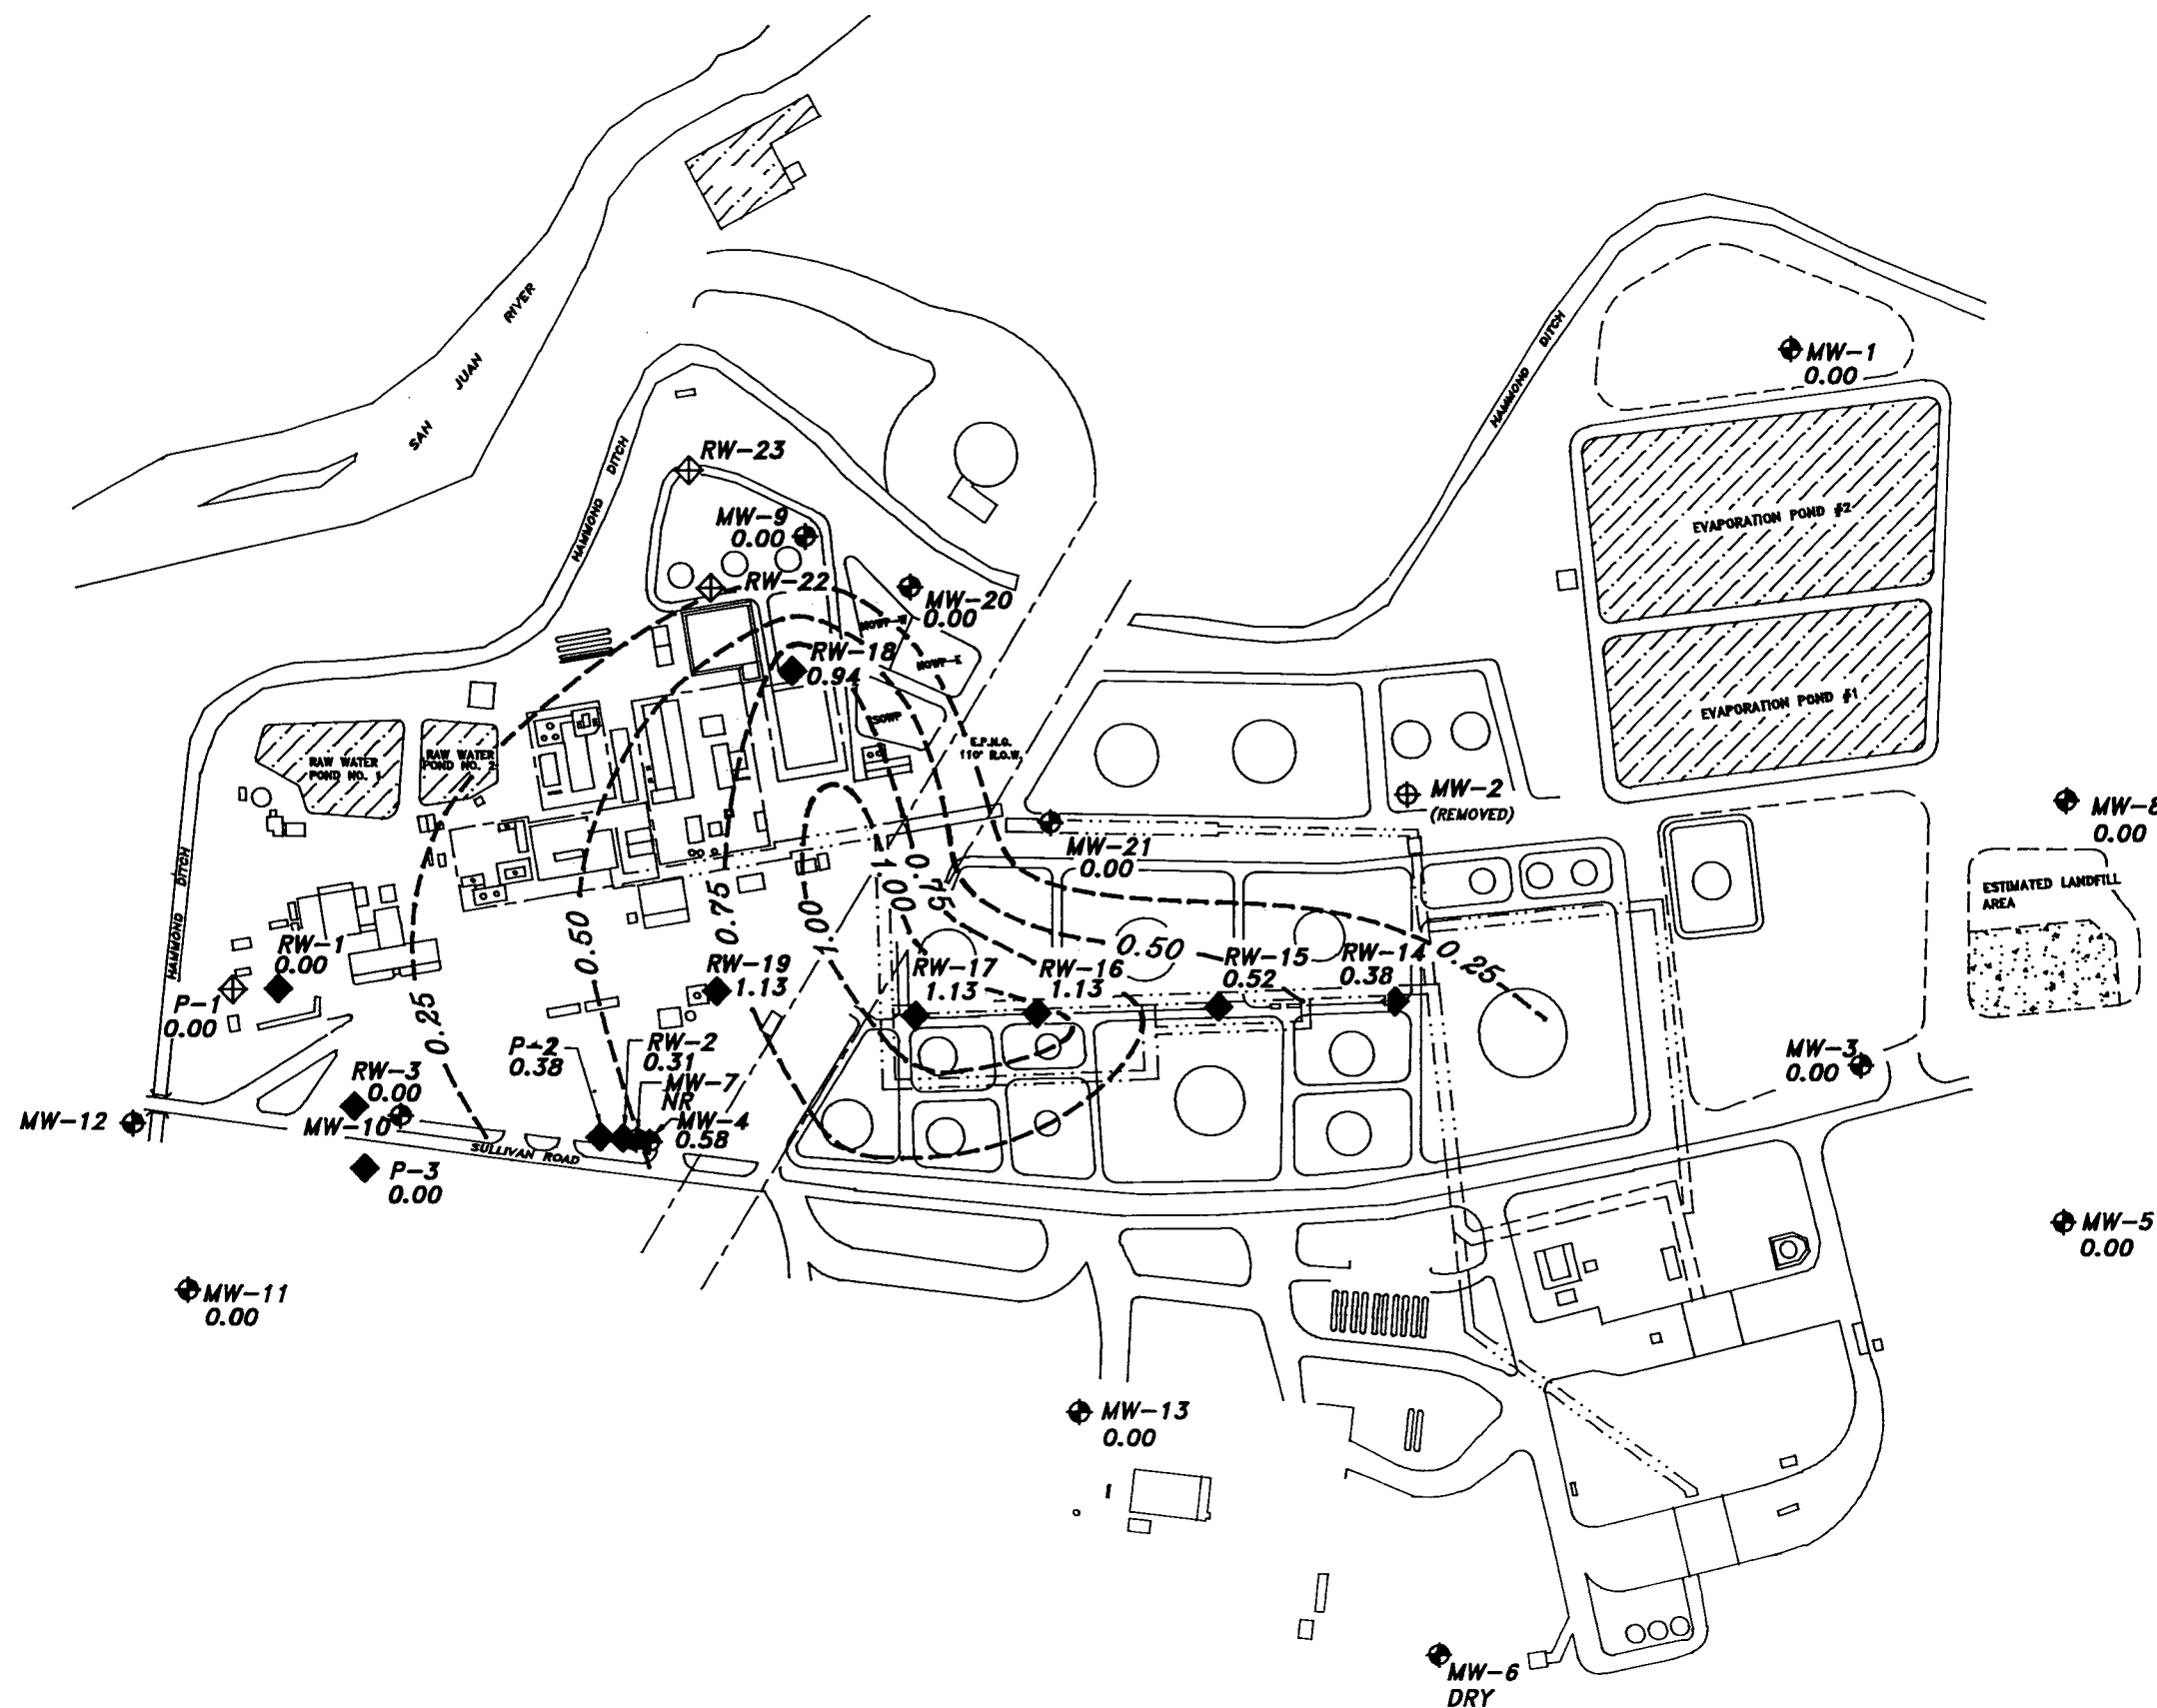 SAN JUAN RIVER
HAMMOND DITCH
HAMMOND DITCH
MW-1
0.00
RW-23
MW-9
0.00
EVAPORATION POND #2
RW-22
MW-20
0.00
NOWP-W
NOWP-E
RW-18
0.94
SOWP
EVAPORATION POND #1
E.P.N.G.
110' R.O.W.
RAW WATER
POND NO. 1
RAW WATER
POND NO. 2
MW-2
(REMOVED)
MW-8
0.00
MW-21
0.00
HAMMOND DITCH
ESTIMATED LANDFILL
AREA
0.25
0.50
0.75
1.00
1.00
0.75
0.50
0.25
RW-1
0.00
P-1
0.00
RW-19
1.13
RW-17
1.13
RW-16
1.13
RW-15
0.52
RW-14
0.38
RW-3
0.00
P-2
0.38
RW-2
0.31
MW-7
NR
MW-4
0.58
MW-3
0.00
MW-12
MW-10
SULLIVAN ROAD
P-3
0.00
MW-5
0.00
MW-11
0.00
MW-13
0.00
MW-6
DRY